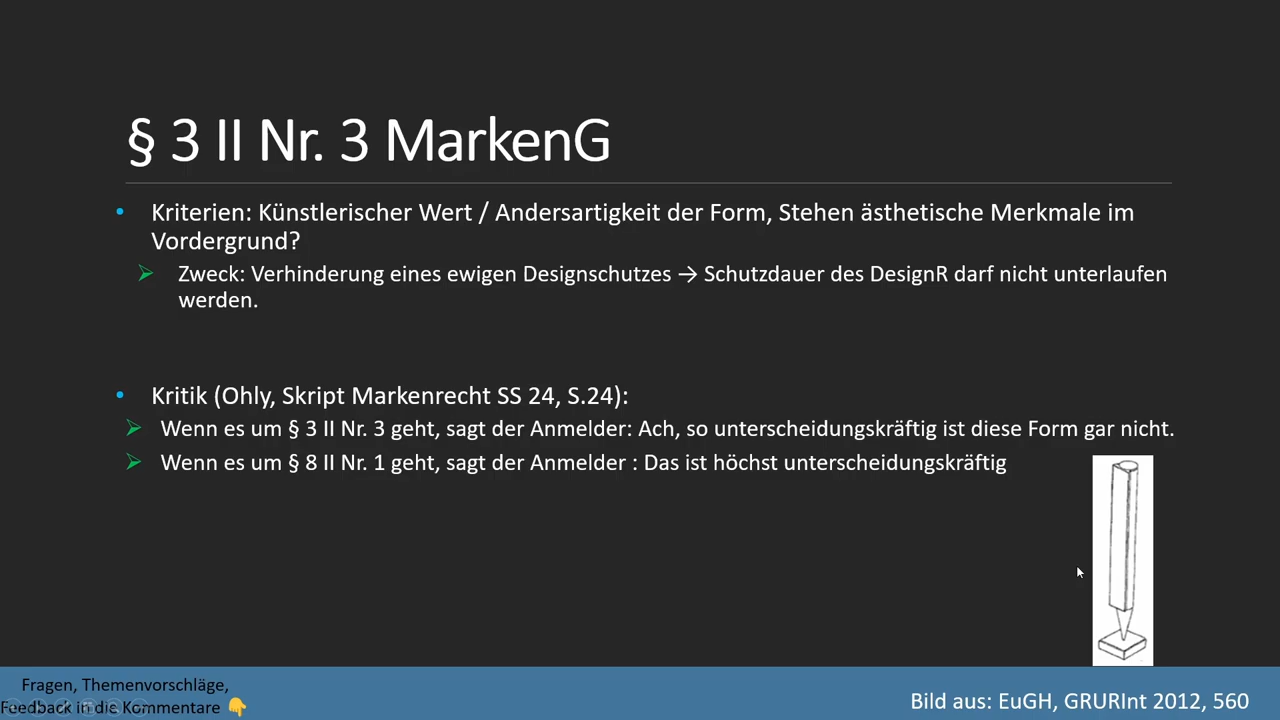 § 3 II Nr. 3 MarkenG
Kriterien: Künstlerischer Wert / Andersartigkeit der Form, Stehen ästhetische Merkmale im
Vordergrund?
Zweck: Verhinderung eines ewigen Designschutzes → Schutzdauer des DesignR darf nicht unterlaufen
werden.
Kritik (Ohly, Skript Markenrecht SS 24, S.24):
Wenn es um § 3 II Nr. 3 geht, sagt der Anmelder: Ach, so unterscheidungskräftig ist diese Form gar nicht.
Wenn es um § 8 II Nr. 1 geht, sagt der Anmelder : Das ist höchst unterscheidungskräftig
Fragen, Themenvorschläge,
Feedback in die Kommentare 👇
Bild aus: EuGH, GRURInt 2012, 560